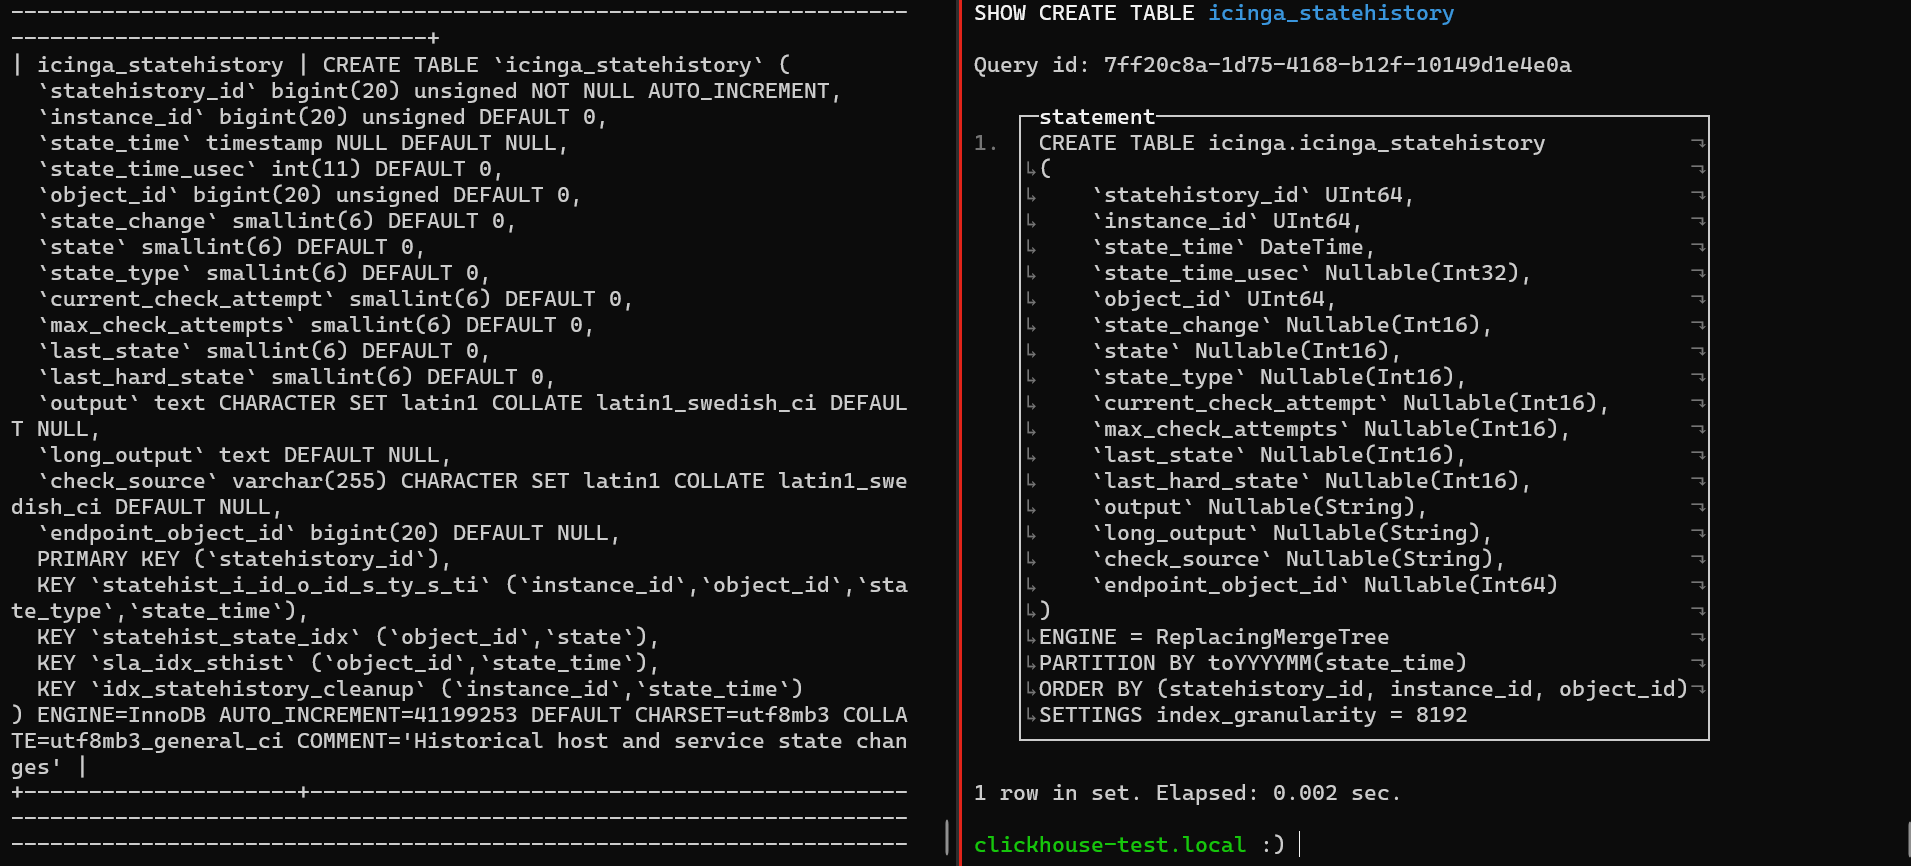 ----------------------------------------------------------------------
--------------------------------+
| icinga_statehistory | CREATE TABLE `icinga_statehistory` (
  `statehistory_id` bigint(20) unsigned NOT NULL AUTO_INCREMENT,
  `instance_id` bigint(20) unsigned DEFAULT 0,
  `state_time` timestamp NULL DEFAULT NULL,
  `state_time_usec` int(11) DEFAULT 0,
  `object_id` bigint(20) unsigned DEFAULT 0,
  `state_change` smallint(6) DEFAULT 0,
  `state` smallint(6) DEFAULT 0,
  `state_type` smallint(6) DEFAULT 0,
  `current_check_attempt` smallint(6) DEFAULT 0,
  `max_check_attempts` smallint(6) DEFAULT 0,
  `last_state` smallint(6) DEFAULT 0,
  `last_hard_state` smallint(6) DEFAULT 0,
  `output` text CHARACTER SET latin1 COLLATE latin1_swedish_ci DEFAUL
T NULL,
  `long_output` text DEFAULT NULL,
  `check_source` varchar(255) CHARACTER SET latin1 COLLATE latin1_swe
dish_ci DEFAULT NULL,
  `endpoint_object_id` bigint(20) DEFAULT NULL,
  PRIMARY KEY (`statehistory_id`),
  KEY `statehist_i_id_o_id_s_ty_s_ti` (`instance_id`,`object_id`,`sta
te_type`,`state_time`),
  KEY `statehist_state_idx` (`object_id`,`state`),
  KEY `sla_idx_sthist` (`object_id`,`state_time`),
  KEY `idx_statehistory_cleanup` (`instance_id`,`state_time`)
) ENGINE=InnoDB AUTO_INCREMENT=41199253 DEFAULT CHARSET=utf8mb3 COLLA
TE=utf8mb3_general_ci COMMENT='Historical host and service state chan
ges' |
+---------------------+----------------------------------------------
---------------------------------------------------------------------
---------------------------------------------------------------------
SHOW CREATE TABLE icinga_statehistory
Query id: 7ff20c8a-1d75-4168-b12f-10149d1e4e0a
statement
1. CREATE TABLE icinga.icinga_statehistory ↴
↳( ↴
↳    `statehistory_id` UInt64, ↴
↳    `instance_id` UInt64, ↴
↳    `state_time` DateTime, ↴
↳    `state_time_usec` Nullable(Int32), ↴
↳    `object_id` UInt64, ↴
↳    `state_change` Nullable(Int16), ↴
↳    `state` Nullable(Int16), ↴
↳    `state_type` Nullable(Int16), ↴
↳    `current_check_attempt` Nullable(Int16), ↴
↳    `max_check_attempts` Nullable(Int16), ↴
↳    `last_state` Nullable(Int16), ↴
↳    `last_hard_state` Nullable(Int16), ↴
↳    `output` Nullable(String), ↴
↳    `long_output` Nullable(String), ↴
↳    `check_source` Nullable(String), ↴
↳    `endpoint_object_id` Nullable(Int64) ↴
↳) ↴
↳ENGINE = ReplacingMergeTree ↴
↳PARTITION BY toYYYYMM(state_time) ↴
↳ORDER BY (statehistory_id, instance_id, object_id)↴
↳SETTINGS index_granularity = 8192
1 row in set. Elapsed: 0.002 sec.
clickhouse-test.local :)